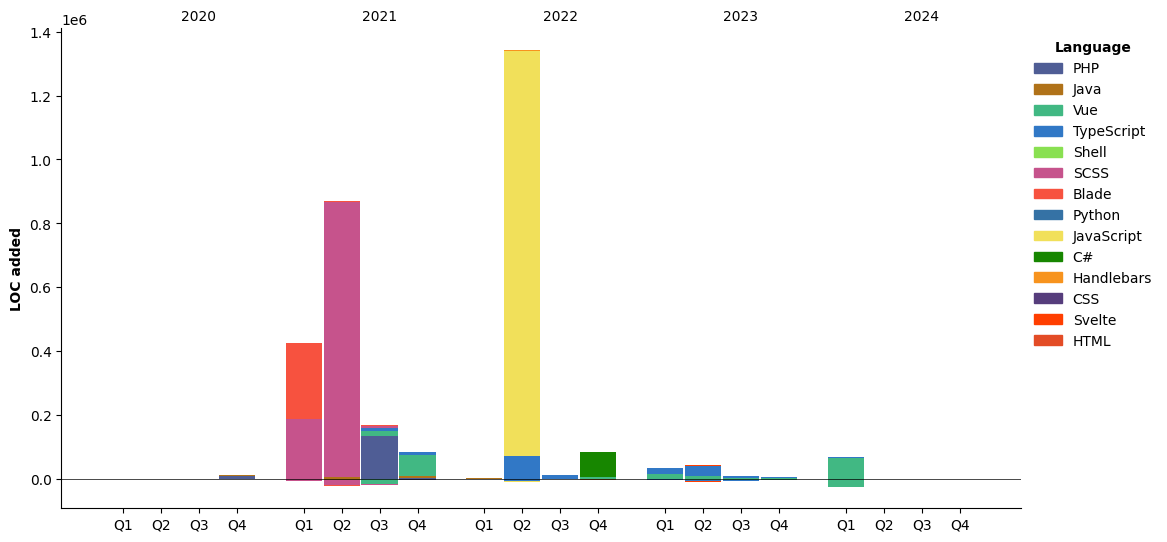 2020 2021 2022 2023 2024
1e6
1.4
1.2
1.0
0.8
0.6
0.4
0.2
0.0
LOC added
Q1 Q2 Q3 Q4 Q1 Q2 Q3 Q4 Q1 Q2 Q3 Q4 Q1 Q2 Q3 Q4 Q1 Q2 Q3 Q4
Language
PHP
Java
Vue
TypeScript
Shell
SCSS
Blade
Python
JavaScript
C#
Handlebars
CSS
Svelte
HTML